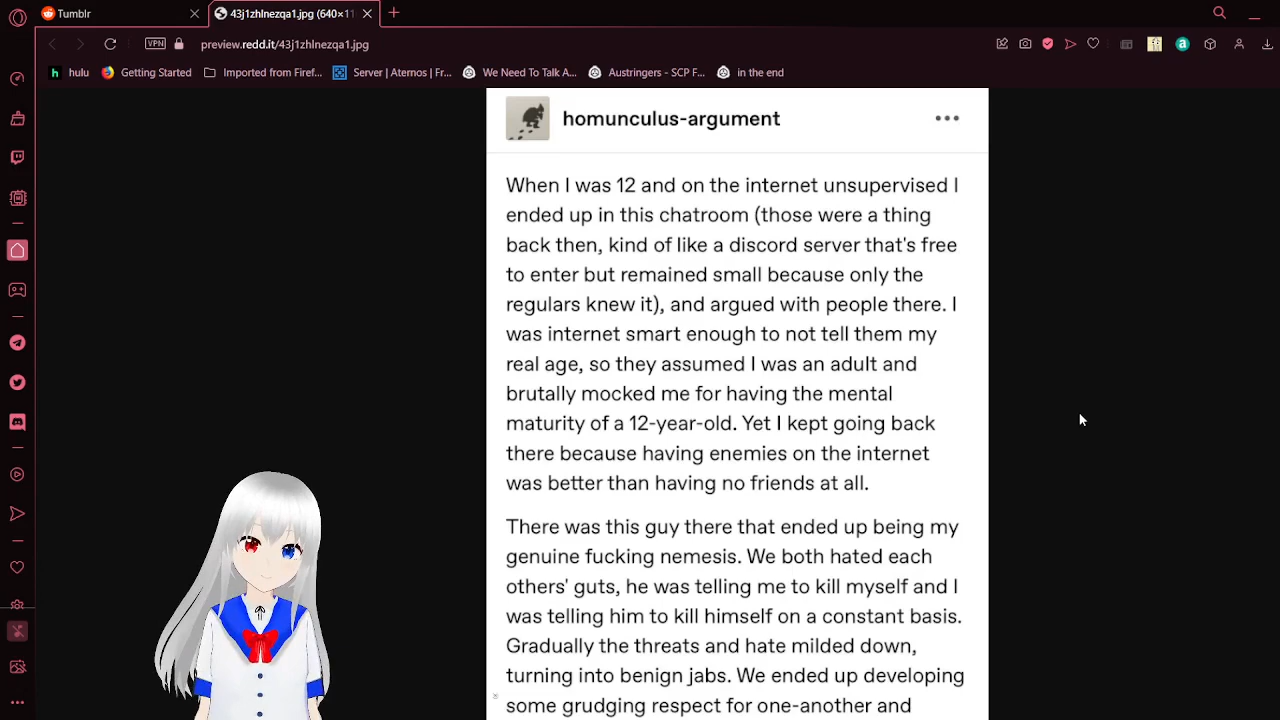 Tumblr
43j1zhlnezqa1.jpg (640×11
VPN
preview.redd.it/43j1zhlnezqa1.jpg
hulu
Getting Started
Imported from Firef...
Server | Aternos | Fr...
We Need To Talk A...
Austringers - SCP F...
in the end
homunculus-argument
When I was 12 and on the internet unsupervised I
ended up in this chatroom (those were a thing
back then, kind of like a discord server that's free
to enter but remained small because only the
regulars knew it), and argued with people there. I
was internet smart enough to not tell them my
real age, so they assumed I was an adult and
brutally mocked me for having the mental
maturity of a 12-year-old. Yet I kept going back
there because having enemies on the internet
was better than having no friends at all.
There was this guy there that ended up being my
genuine fucking nemesis. We both hated each
others' guts, he was telling me to kill myself and I
was telling him to kill himself on a constant basis.
Gradually the threats and hate milded down,
turning into benign jabs. We ended up developing
some grudging respect for one-another and